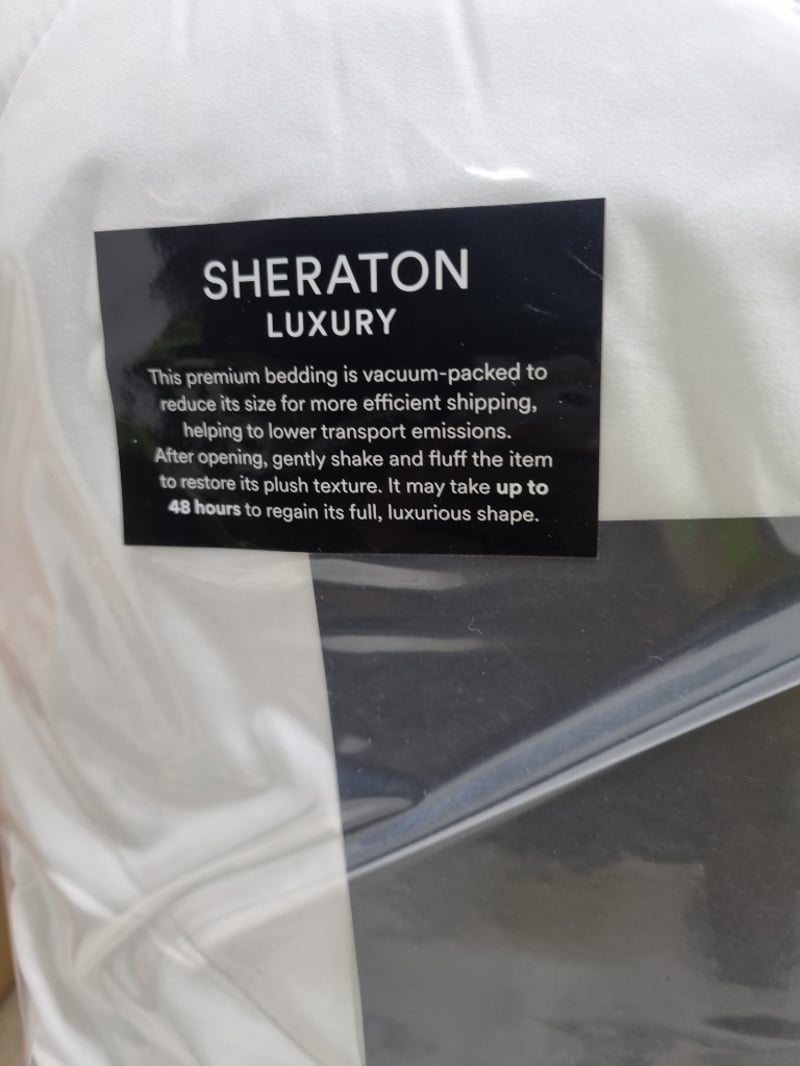 SHERATON
LUXURY
This premium bedding is vacuum-packed to
reduce its size for more efficient shipping,
helping to lower transport emissions.
After opening, gently shake and fluff the item
to restore its plush texture. It may take up to
48 hours to regain its full, luxurious shape.